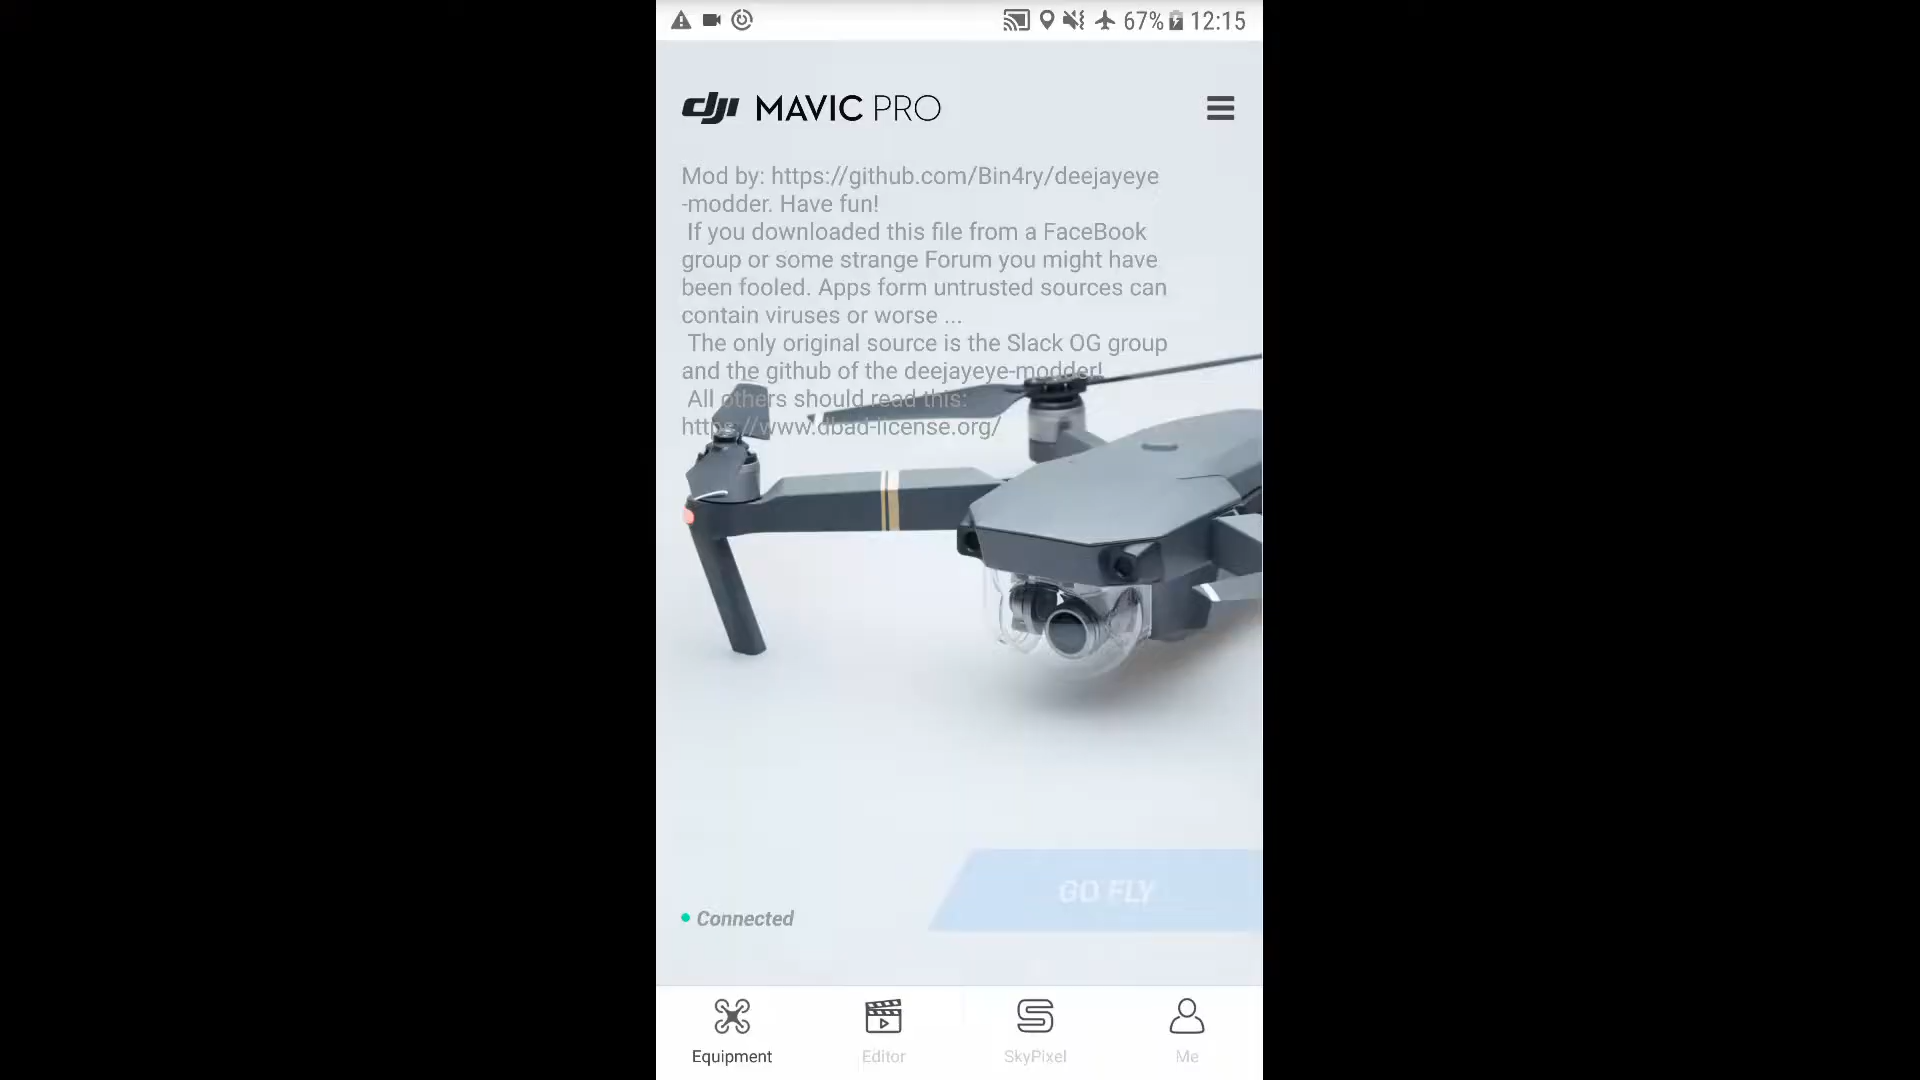 67% 12:15
dji MAVIC PRO
Mod by: https://github.com/Bin4ry/deejayeye
-modder. Have fun!
If you downloaded this file from a FaceBook
group or some strange Forum you might have
been fooled. Apps form untrusted sources can
contain viruses or worse ...
The only original source is the Slack OG group
and the github of the deejayeye-modder!
All others should read this:
https://www.dbad-license.org/
GO FLY
Connected
Equipment Editor SkyPixel Me